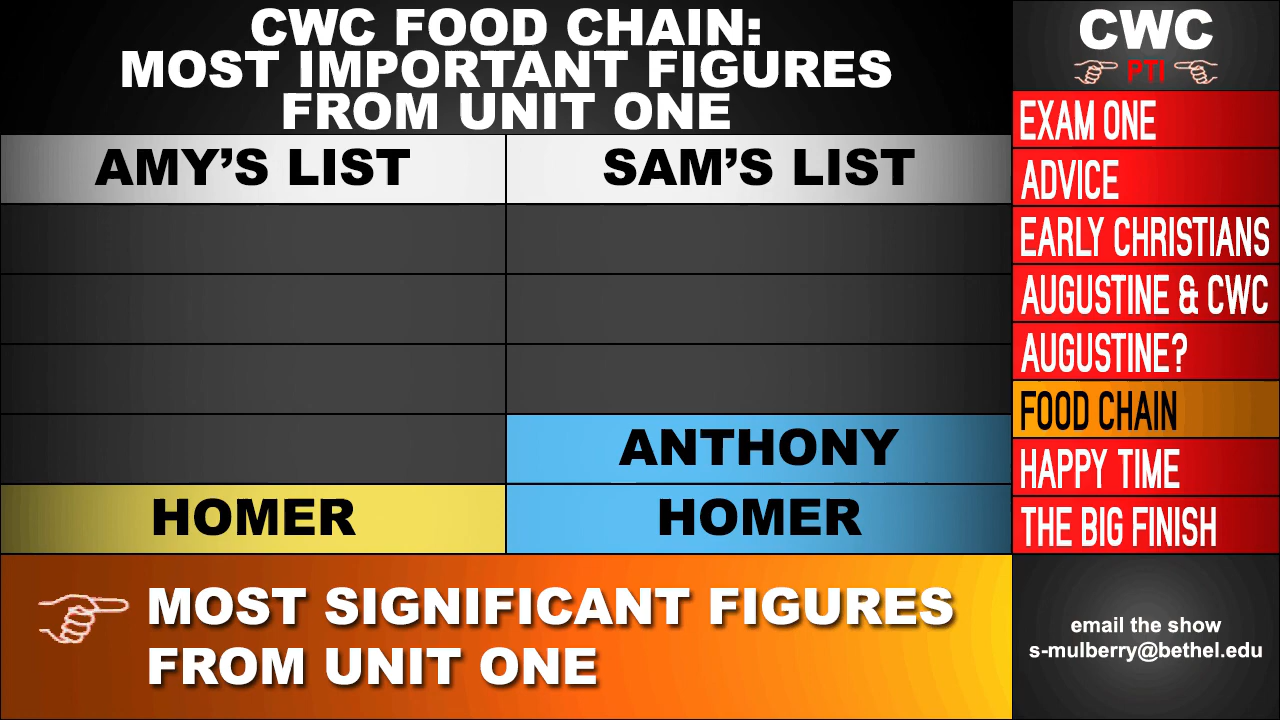 CWC FOOD CHAIN:
MOST IMPORTANT FIGURES
FROM UNIT ONE
AMY'S LIST
SAM'S LIST
ANTHONY
HOMER
HOMER
MOST SIGNIFICANT FIGURES
FROM UNIT ONE
CWC
PTI
EXAM ONE
ADVICE
EARLY CHRISTIANS
AUGUSTINE & CWC
AUGUSTINE?
FOOD CHAIN
HAPPY TIME
THE BIG FINISH
email the show
s-mulberry@bethel.edu